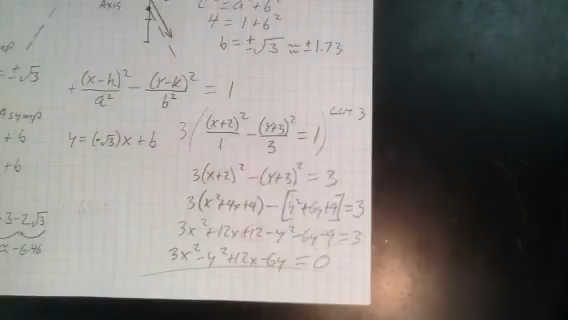 Axis
c² = a² + b²
4 = 1 + b²
b = ±√3 ≈ ±1.73
= ±√3
+ (x-h)²/a² - (Y-k)²/b² = 1
Asymp
+ b
y = (-√3)x + b
3( (x+2)²/1 - (y+3)²/3 = 1) LCM 3
+ b
3(x+2)² - (y+3)² = 3
3(x²+4x+4) - [y²+6y+9] = 3
-3-2√3
3x²+12x+12-y²-6y-9 = 3
≈ -6.46
3x²-y²+12x-6y = 0